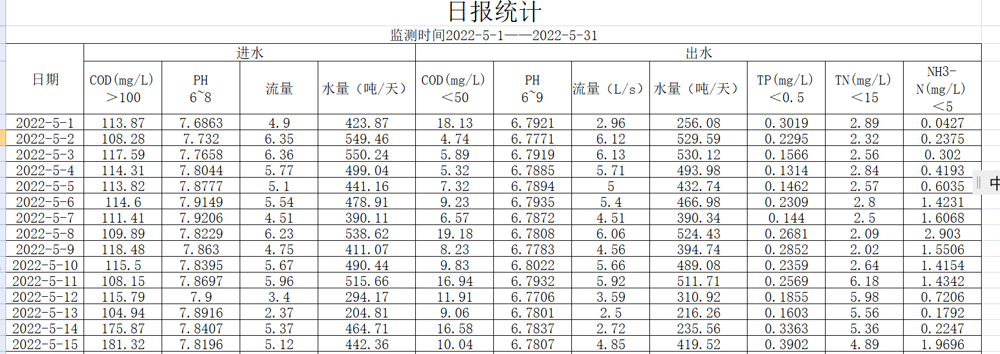 日报统计
监测时间2022-5-1——2022-5-31
日期 进水 出水
COD(mg/L) >100 PH 6~8 流量 水量（吨/天） COD(mg/L) <50 PH 6~9 流量（L/s） 水量（吨/天） TP(mg/L) <0.5 TN(mg/L) <15 NH3-N(mg/L) <5
2022-5-1 113.87 7.6863 4.9 423.87 18.13 6.7921 2.96 256.08 0.3019 2.89 0.0427
2022-5-2 108.28 7.732 6.35 549.46 4.74 6.7771 6.12 529.59 0.2295 2.32 0.2375
2022-5-3 117.59 7.7658 6.36 550.24 5.89 6.7919 6.13 530.12 0.1566 2.56 0.302
2022-5-4 114.31 7.8044 5.77 499.04 5.32 6.7885 5.71 493.98 0.1314 2.84 0.4193
2022-5-5 113.82 7.8777 5.1 441.16 7.32 6.7894 5 432.74 0.1462 2.57 0.6035
2022-5-6 114.6 7.9149 5.54 478.91 9.23 6.7935 5.4 466.98 0.2309 2.8 1.4231
2022-5-7 111.41 7.9206 4.51 390.11 6.57 6.7872 4.51 390.34 0.144 2.5 1.6068
2022-5-8 109.89 7.8229 6.23 538.62 19.18 6.7808 6.06 524.43 0.2681 2.09 2.903
2022-5-9 118.48 7.863 4.75 411.07 8.23 6.7783 4.56 394.74 0.2852 2.02 1.5506
2022-5-10 115.5 7.8395 5.67 490.44 9.83 6.8022 5.66 489.08 0.2359 2.64 1.4154
2022-5-11 108.15 7.8697 5.96 515.66 16.94 6.7932 5.92 511.71 0.2569 6.18 1.4342
2022-5-12 115.79 7.9 3.4 294.17 11.91 6.7706 3.59 310.92 0.1855 5.98 0.7206
2022-5-13 104.94 7.8916 2.37 204.81 9.06 6.7801 2.5 216.26 0.1603 5.56 0.1792
2022-5-14 175.87 7.8407 5.37 464.71 16.58 6.7837 2.72 235.56 0.3363 5.36 0.2247
2022-5-15 181.32 7.8196 5.12 442.36 10.04 6.7807 4.85 419.52 0.3902 4.89 1.9696
中